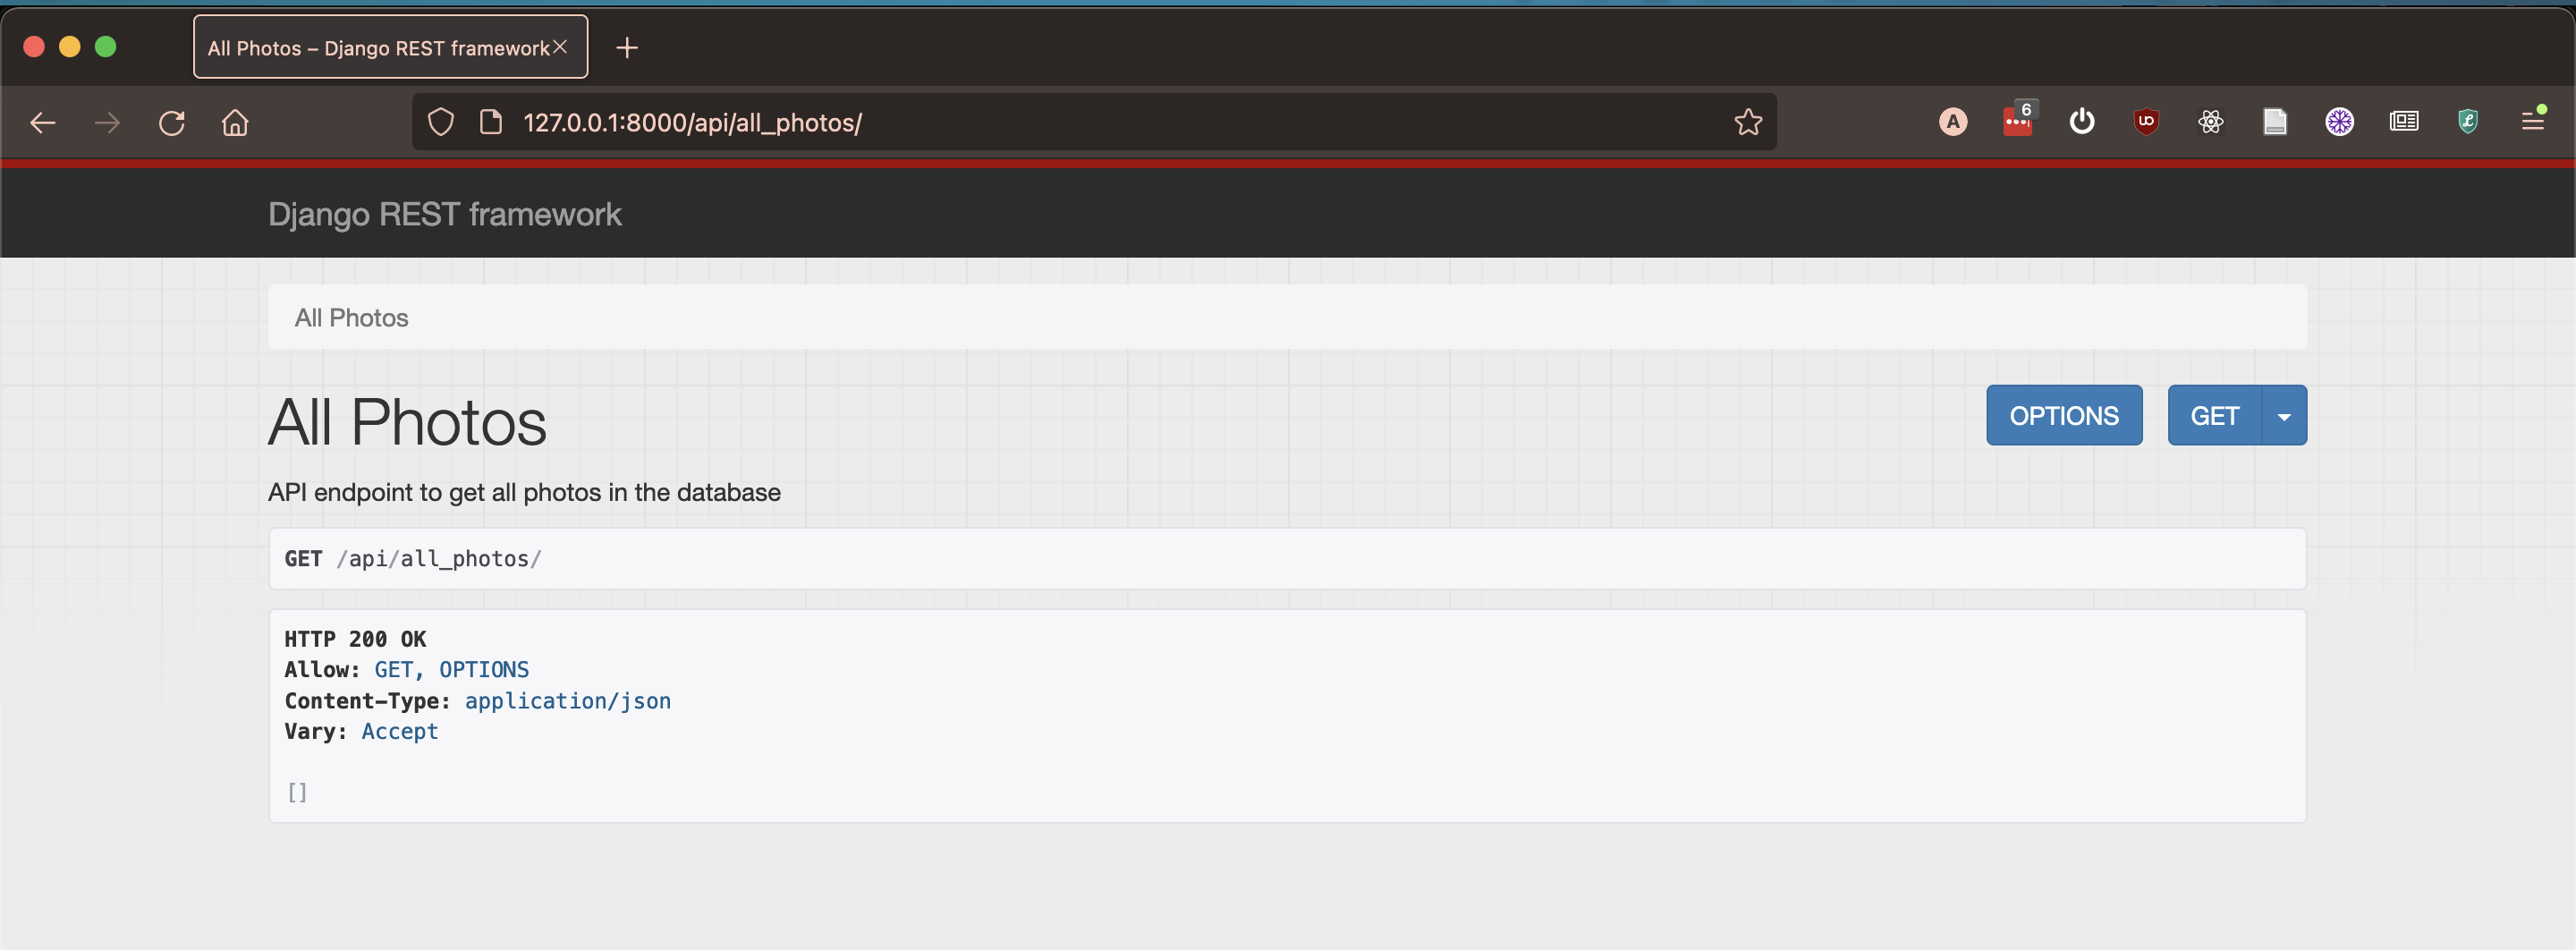 All Photos – Django REST framework
127.0.0.1:8000/api/all_photos/
A
6
UO
Django REST framework
All Photos
All Photos
OPTIONS
GET
API endpoint to get all photos in the database
GET /api/all_photos/
HTTP 200 OK
Allow: GET, OPTIONS
Content-Type: application/json
Vary: Accept
[]